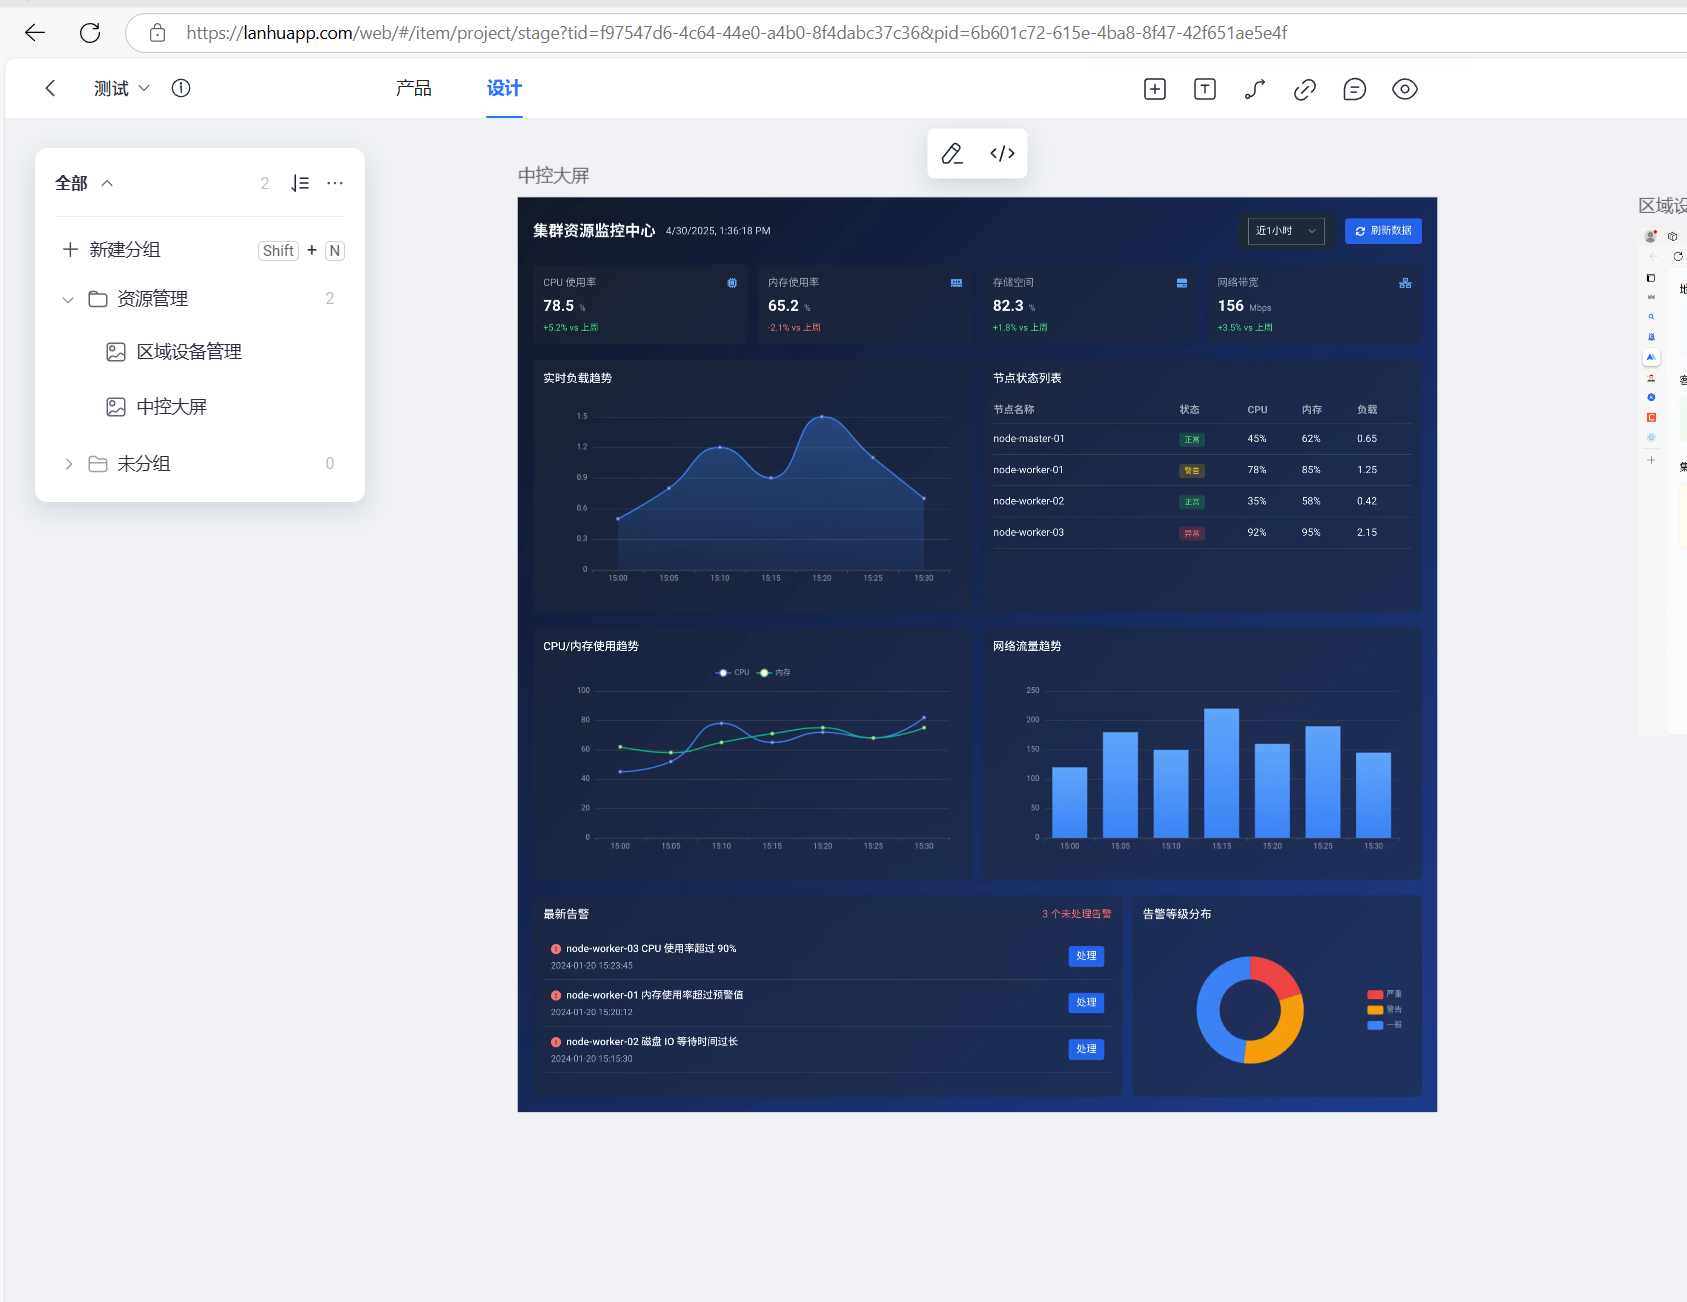 https://lanhuapp.com/web/#/item/project/stage?tid=f97547d6-4c64-44e0-a4b0-8f4dabc37c36&pid=6b601c72-615e-4ba8-8f47-42f651ae5e4f
测试
产品
设计
全部
2
新建分组
Shift + N
资源管理
2
区域设备管理
中控大屏
未分组
0
中控大屏
集群资源监控中心
4/30/2025, 1:36:18 PM
近1小时
刷新数据
CPU 使用率
78.5 %
+5.2% vs 上周
内存使用率
65.2 %
-2.1% vs 上周
存储空间
82.3 %
+1.8% vs 上周
网络带宽
156 Mbps
+3.5% vs 上周
实时负载趋势
1.5
1.2
0.9
0.6
0.3
0
15:00 15:05 15:10 15:15 15:20 15:25 15:30
节点状态列表
节点名称 状态 CPU 内存 负载
node-master-01 正常 45% 62% 0.65
node-worker-01 警告 78% 85% 1.25
node-worker-02 正常 35% 58% 0.42
node-worker-03 异常 92% 95% 2.15
CPU/内存使用趋势
CPU 内存
100
80
60
40
20
0
15:00 15:05 15:10 15:15 15:20 15:25 15:30
网络流量趋势
250
200
150
100
50
0
15:00 15:05 15:10 15:15 15:20 15:25 15:30
最新告警
3 个未处理告警
node-worker-03 CPU 使用率超过 90%
2024-01-20 15:23:45
处理
node-worker-01 内存使用率超过预警值
2024-01-20 15:20:12
处理
node-worker-02 磁盘 IO 等待时间过长
2024-01-20 15:15:30
处理
告警等级分布
严重
警告
一般
区域设